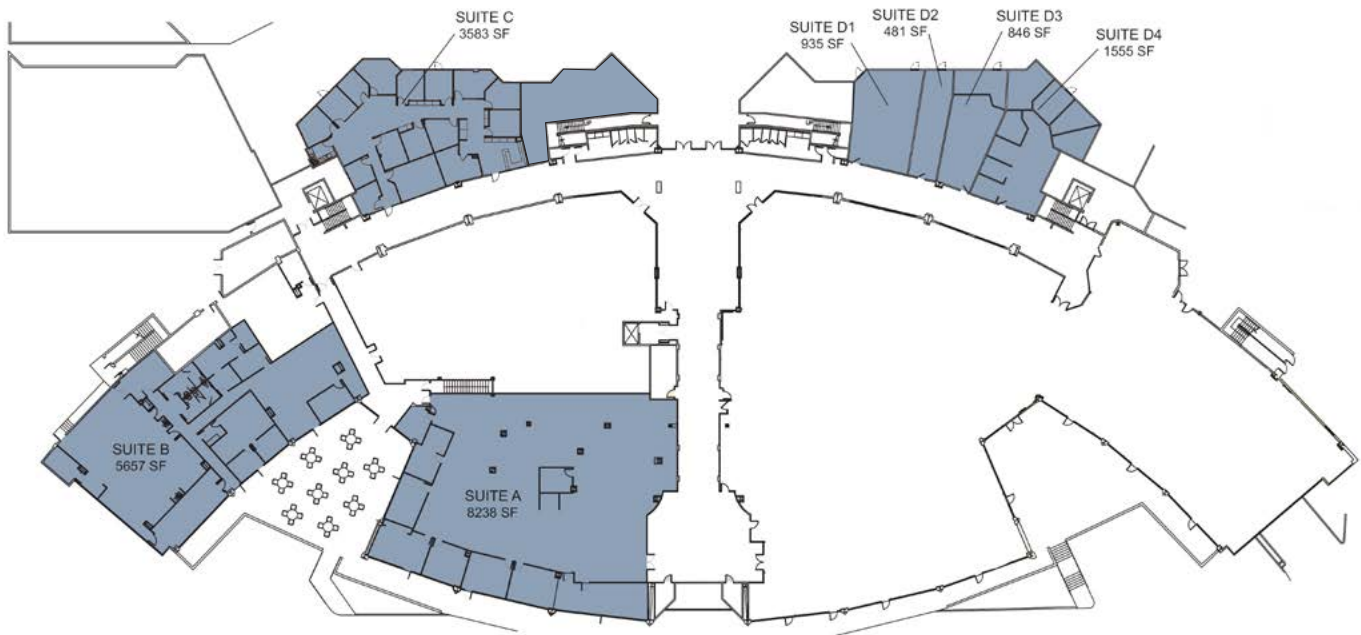 SUITE C
3583 SF
SUITE D1
935 SF
SUITE D2
481 SF
SUITE D3
846 SF
SUITE D4
1555 SF
SUITE B
5657 SF
SUITE A
8238 SF